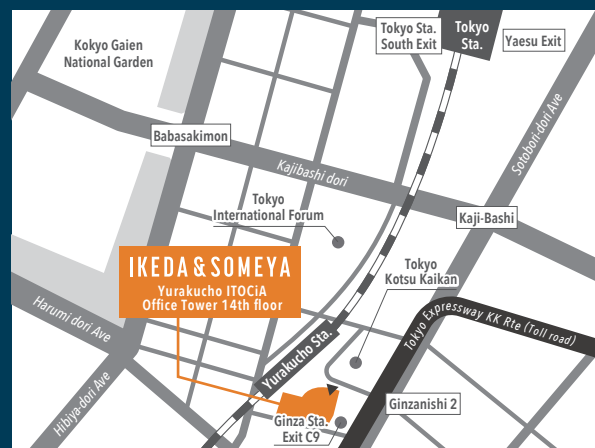 Tokyo Sta.
South Exit
Tokyo
Sta.
Yaesu Exit
Kokyo Gaien
National Garden
Sotobori-dori Ave
Babasakimon
Kajibashi dori
Tokyo
International Forum
Kaji-Bashi
IKEDA & SOMEYA
Yurakucho ITOCiA
Office Tower 14th floor
Tokyo
Kotsu Kaikan
Harumi dori Ave
Tokyo Expressway KK Rte (Toll road)
Yurakucho Sta.
Hibiya-dori Ave
Ginzanishi 2
Ginza Sta.
Exit C9